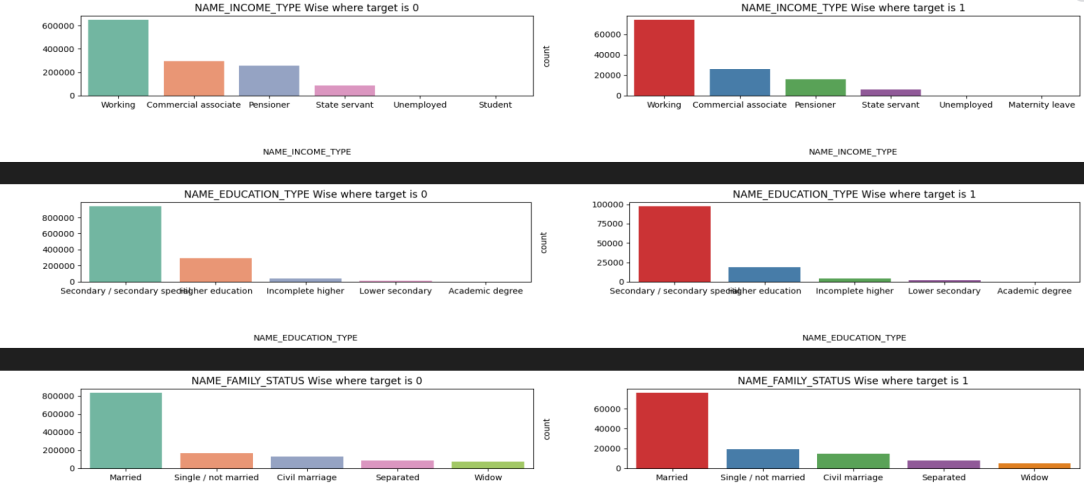 NAME_INCOME_TYPE Wise where target is 0
600000
400000
200000
0
Working Commercial associate Pensioner State servant Unemployed Student
NAME_INCOME_TYPE
NAME_INCOME_TYPE Wise where target is 1
count
60000
40000
20000
0
Working Commercial associate Pensioner State servant Unemployed Maternity leave
NAME_INCOME_TYPE
NAME_EDUCATION_TYPE Wise where target is 0
800000
600000
400000
200000
0
Secondary / secondary special Higher education Incomplete higher Lower secondary Academic degree
NAME_EDUCATION_TYPE
NAME_EDUCATION_TYPE Wise where target is 1
count
100000
75000
50000
25000
0
Secondary / secondary special Higher education Incomplete higher Lower secondary Academic degree
NAME_EDUCATION_TYPE
NAME_FAMILY_STATUS Wise where target is 0
800000
600000
400000
200000
0
Married Single / not married Civil marriage Separated Widow
NAME_FAMILY_STATUS Wise where target is 1
count
60000
40000
20000
0
Married Single / not married Civil marriage Separated Widow